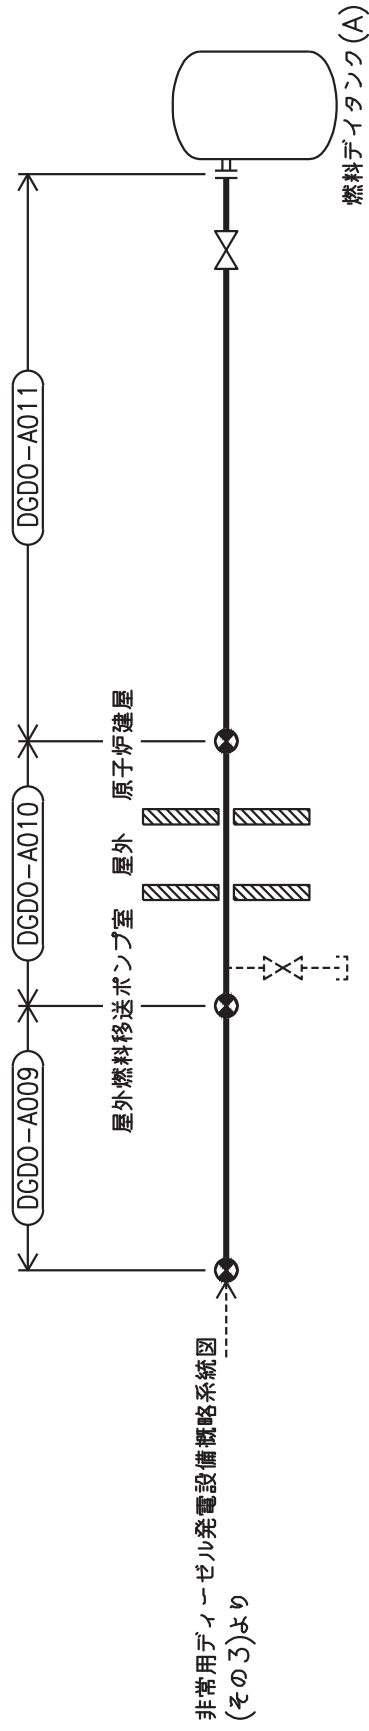 非常用ディーゼル発電設備概略系統図
(その3)より
DGDO-A009
DGDO-A010
DGDO-A011
屋外燃料移送ポンプ室
屋外
原子炉建屋
燃料デイタンク(A)